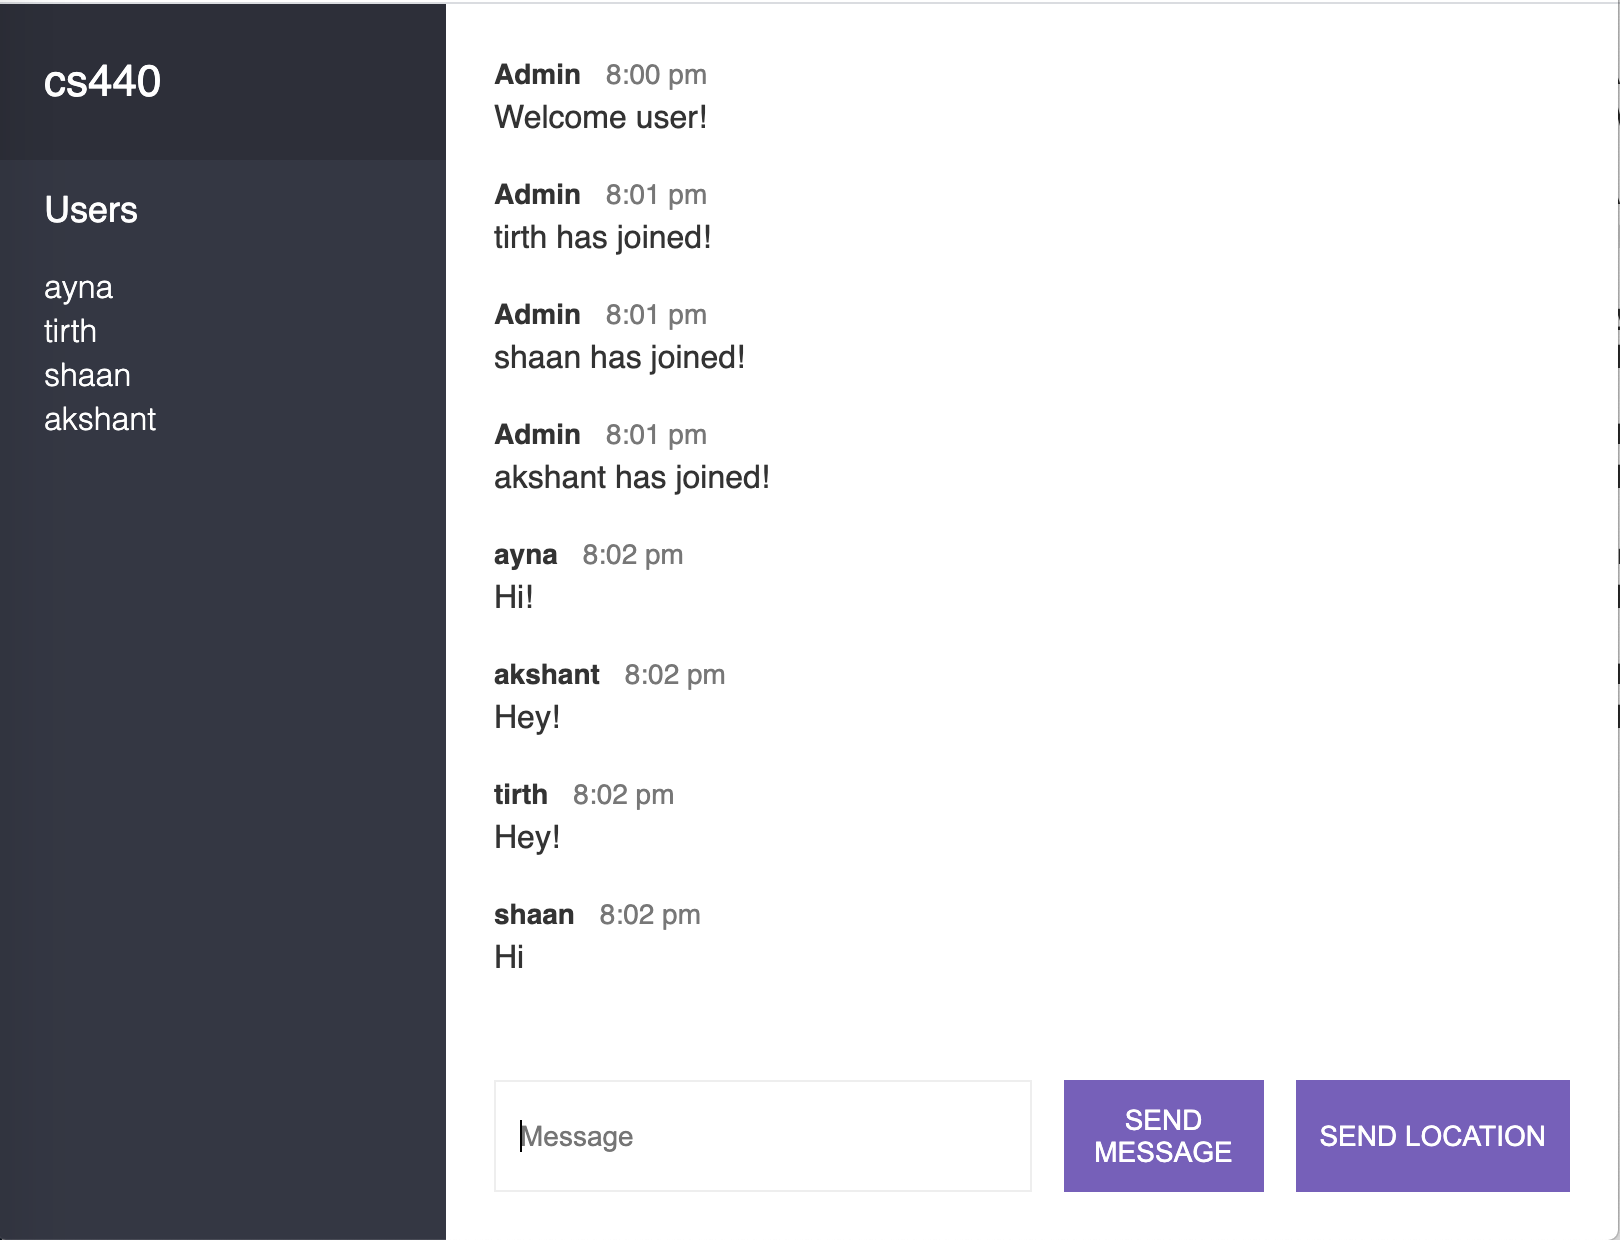 cs440
Users
ayna
tirth
shaan
akshant
Admin 8:00 pm
Welcome user!
Admin 8:01 pm
tirth has joined!
Admin 8:01 pm
shaan has joined!
Admin 8:01 pm
akshant has joined!
ayna 8:02 pm
Hi!
akshant 8:02 pm
Hey!
tirth 8:02 pm
Hey!
shaan 8:02 pm
Hi
Message
SEND
MESSAGE
SEND LOCATION